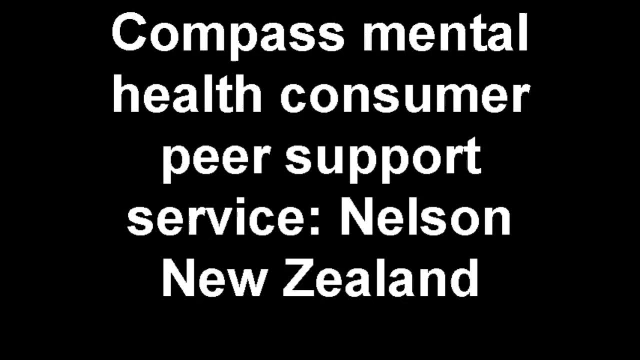 Compass mental
health consumer
peer support
service: Nelson
New Zealand